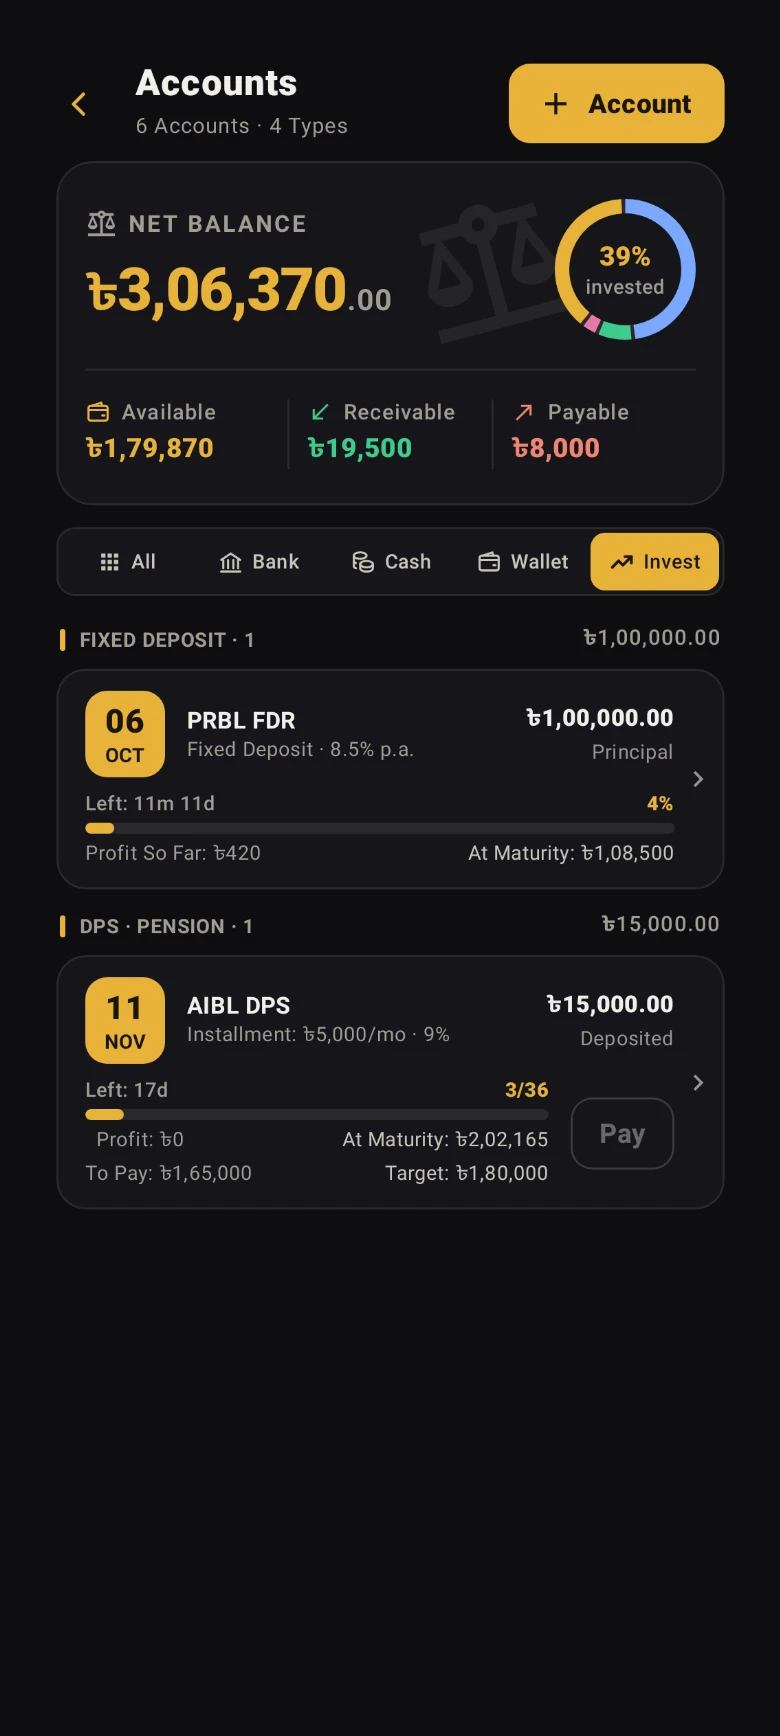 Accounts
6 Accounts · 4 Types
+ Account
NET BALANCE
৳3,06,370.00
39%
invested
Available
৳1,79,870
Receivable
৳19,500
Payable
৳8,000
All
Bank
Cash
Wallet
Invest
FIXED DEPOSIT · 1
৳1,00,000.00
06
OCT
PRBL FDR
Fixed Deposit · 8.5% p.a.
৳1,00,000.00
Principal
Left: 11m 11d
4%
Profit So Far: ৳420
At Maturity: ৳1,08,500
DPS · PENSION · 1
৳15,000.00
11
NOV
AIBL DPS
Installment: ৳5,000/mo · 9%
৳15,000.00
Deposited
Left: 17d
3/36
Profit: ৳0
At Maturity: ৳2,02,165
Pay
To Pay: ৳1,65,000
Target: ৳1,80,000